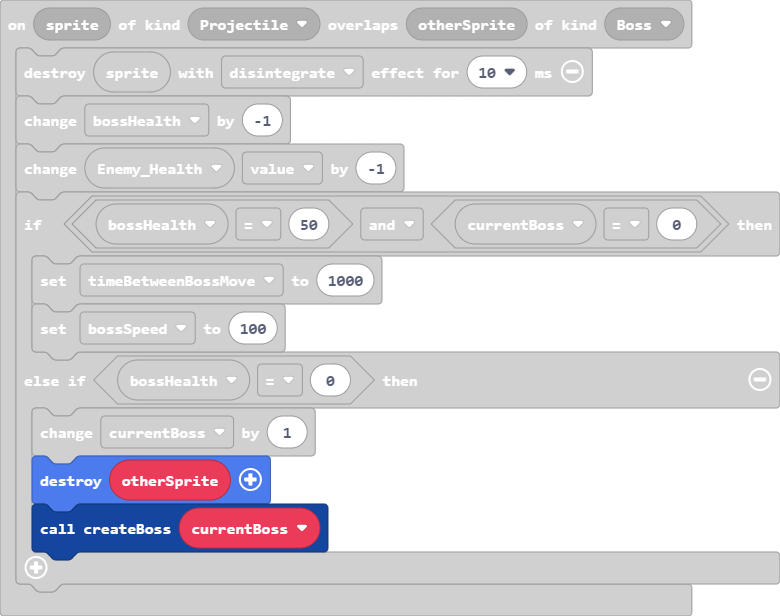 on sprite of kind Projectile overlaps otherSprite of kind Boss
destroy sprite with disintegrate effect for 10 ms
change bossHealth by -1
change Enemy_Health value by -1
if bossHealth = 50 and currentBoss = 0 then
set timeBetweenBossMove to 1000
set bossSpeed to 100
else if bossHealth = 0 then
change currentBoss by 1
destroy otherSprite
call createBoss currentBoss